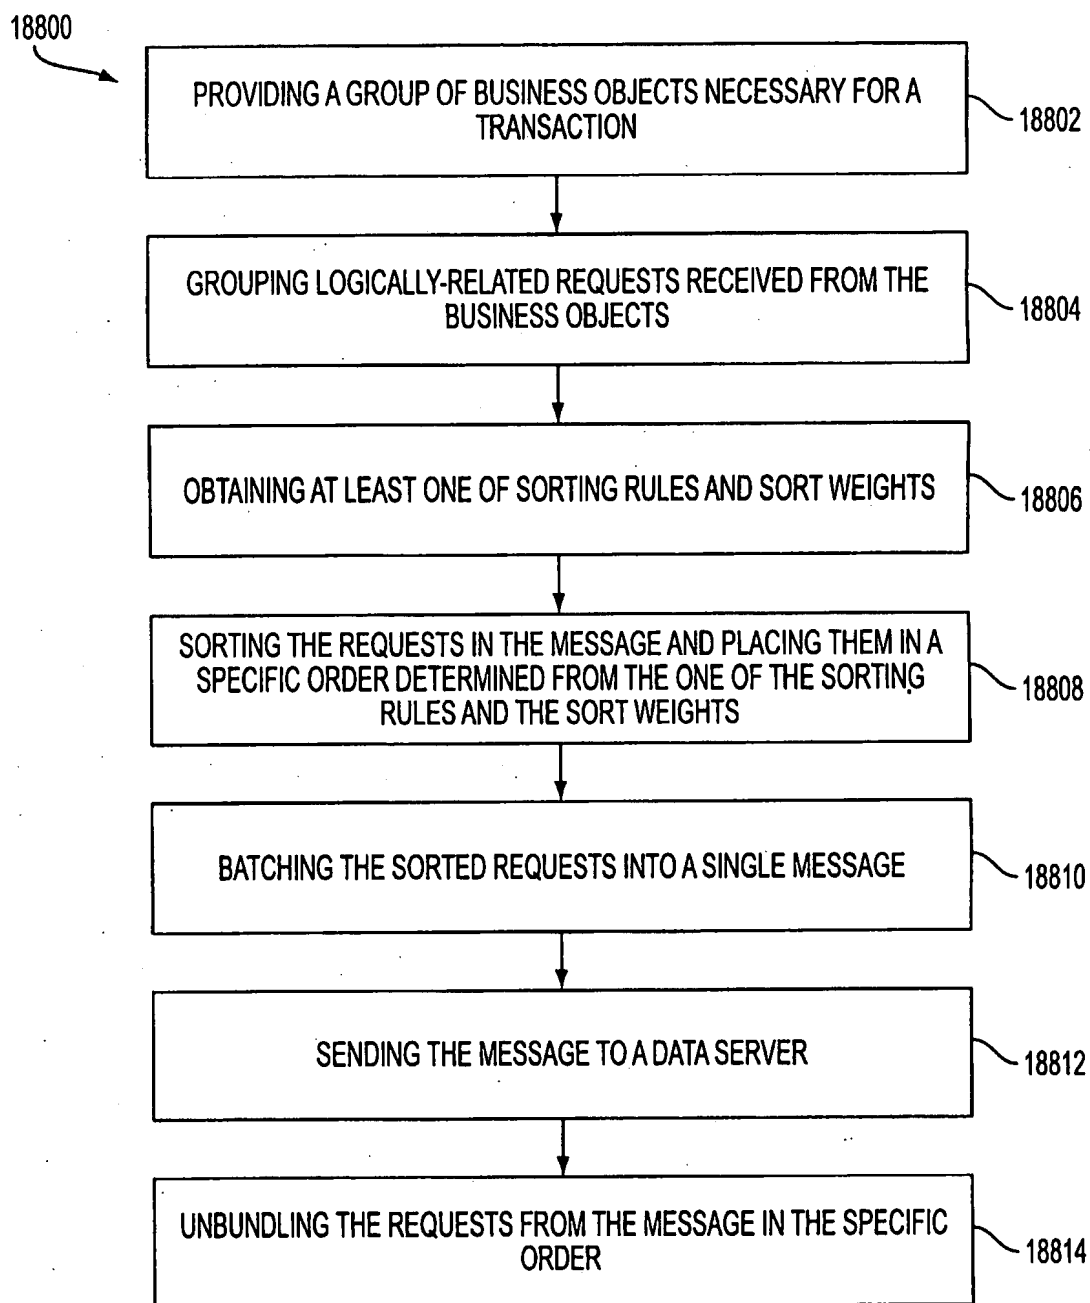 18800
PROVIDING A GROUP OF BUSINESS OBJECTS NECESSARY FOR A
TRANSACTION
18802
GROUPING LOGICALLY-RELATED REQUESTS RECEIVED FROM THE
BUSINESS OBJECTS
18804
OBTAINING AT LEAST ONE OF SORTING RULES AND SORT WEIGHTS
18806
SORTING THE REQUESTS IN THE MESSAGE AND PLACING THEM IN A
SPECIFIC ORDER DETERMINED FROM THE ONE OF THE SORTING
RULES AND THE SORT WEIGHTS
18808
BATCHING THE SORTED REQUESTS INTO A SINGLE MESSAGE
18810
SENDING THE MESSAGE TO A DATA SERVER
18812
UNBUNDLING THE REQUESTS FROM THE MESSAGE IN THE SPECIFIC
ORDER
18814